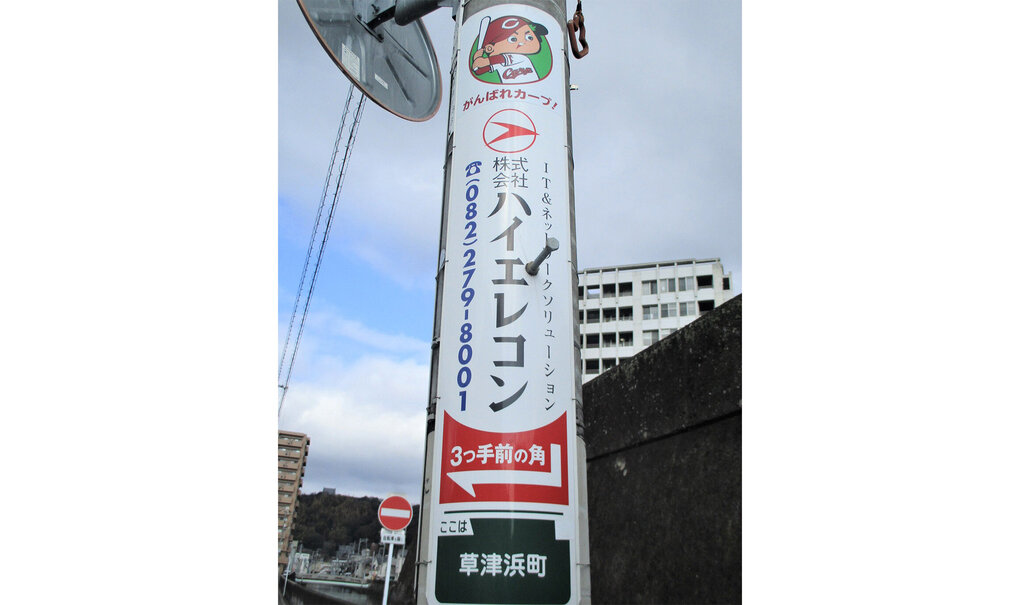 C
Carp
がんばれカープ!
株式
会社
ハイエレコン
IT&ネットワークソリューション
☎(082)279-8001
3つ手前の角
ここは
草津浜町